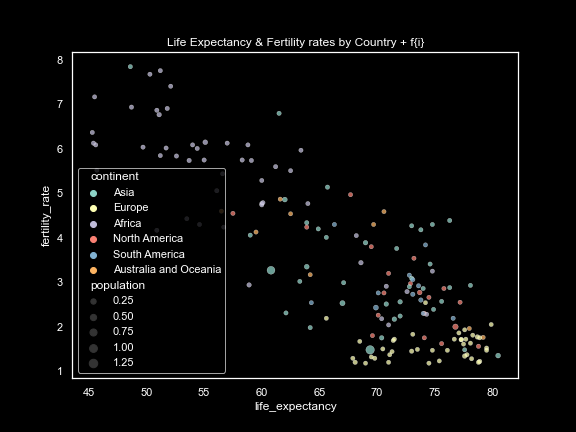 Life Expectancy & Fertility rates by Country + f{i}
8
7
6
5
4
3
2
1
fertility_rate
continent
Asia
Europe
Africa
North America
South America
Australia and Oceania
population
0.25
0.50
0.75
1.00
1.25
45 50 55 60 65 70 75 80
life_expectancy